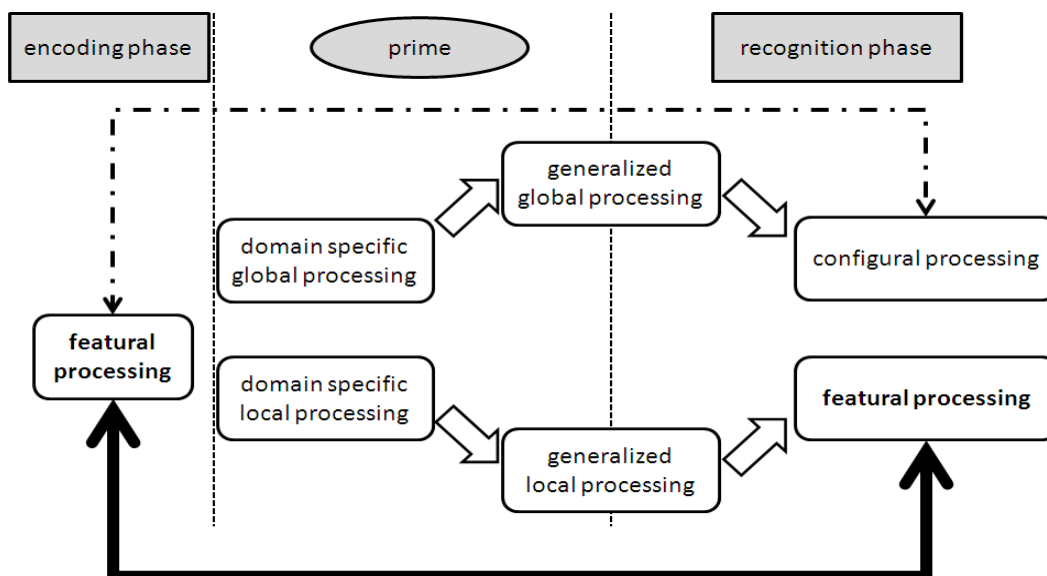 encoding phase
prime
recognition phase
generalized
global processing
domain specific
global processing
configural processing
featural
processing
domain specific
local processing
featural processing
generalized
local processing